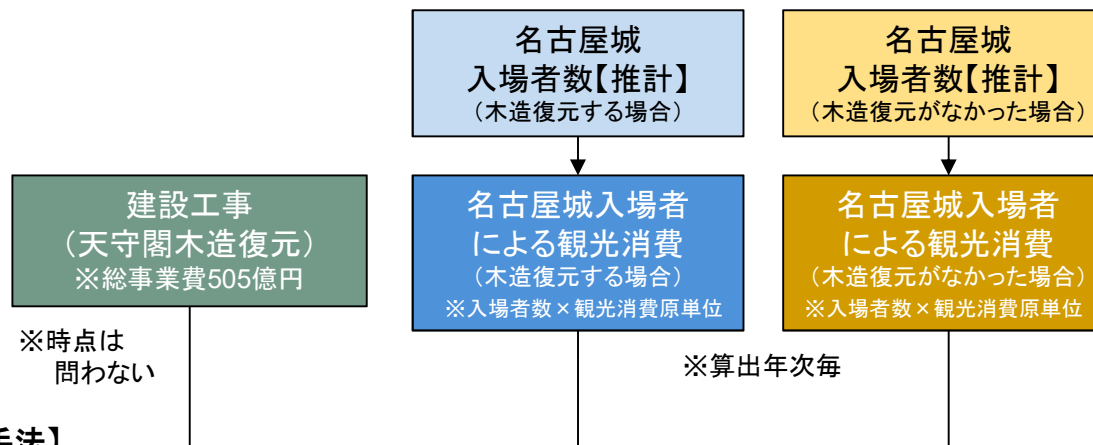 名古屋城
入場者数【推計】
（木造復元する場合）
名古屋城
入場者数【推計】
（木造復元がなかった場合）
建設工事
（天守閣木造復元）
※総事業費505億円
名古屋城入場者
による観光消費
（木造復元する場合）
※入場者数×観光消費原単位
名古屋城入場者
による観光消費
（木造復元がなかった場合）
※入場者数×観光消費原単位
※時点は
問わない
※算出年次毎
手法】